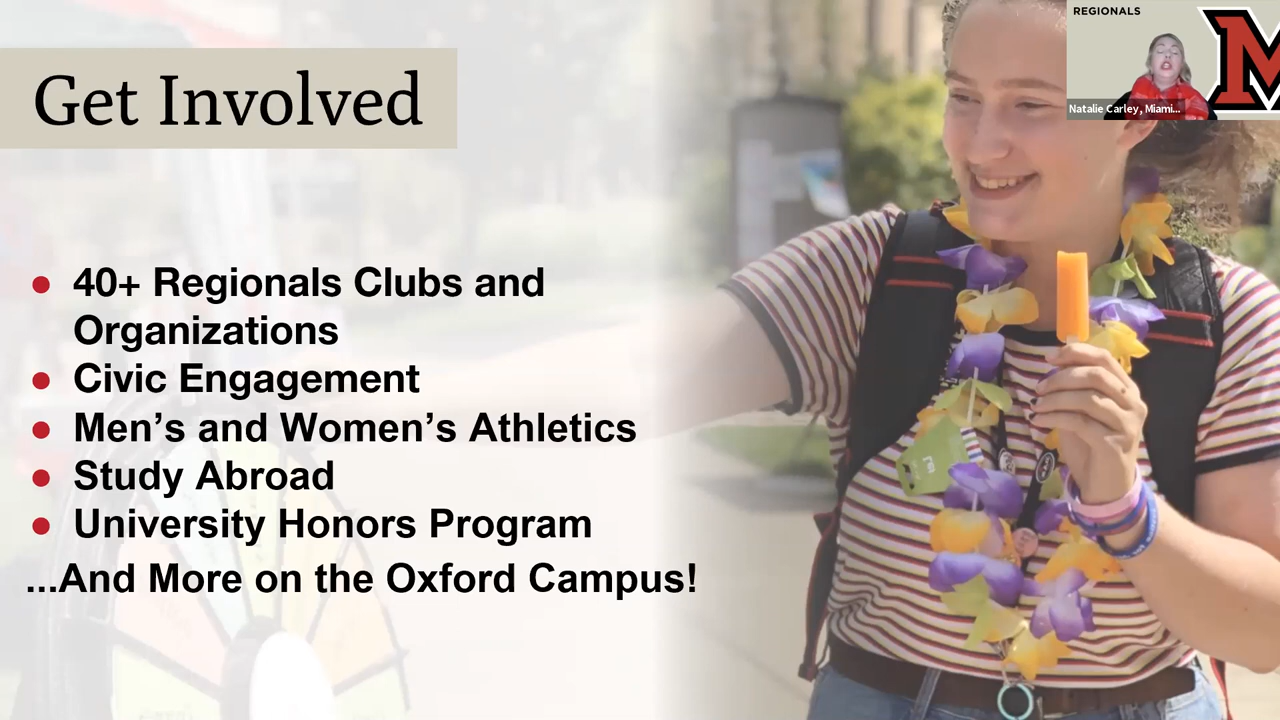 REGIONALS
M
Natalie Carley, Miami...
Get Involved
● 40+ Regionals Clubs and
Organizations
● Civic Engagement
● Men’s and Women’s Athletics
● Study Abroad
● University Honors Program
...And More on the Oxford Campus!